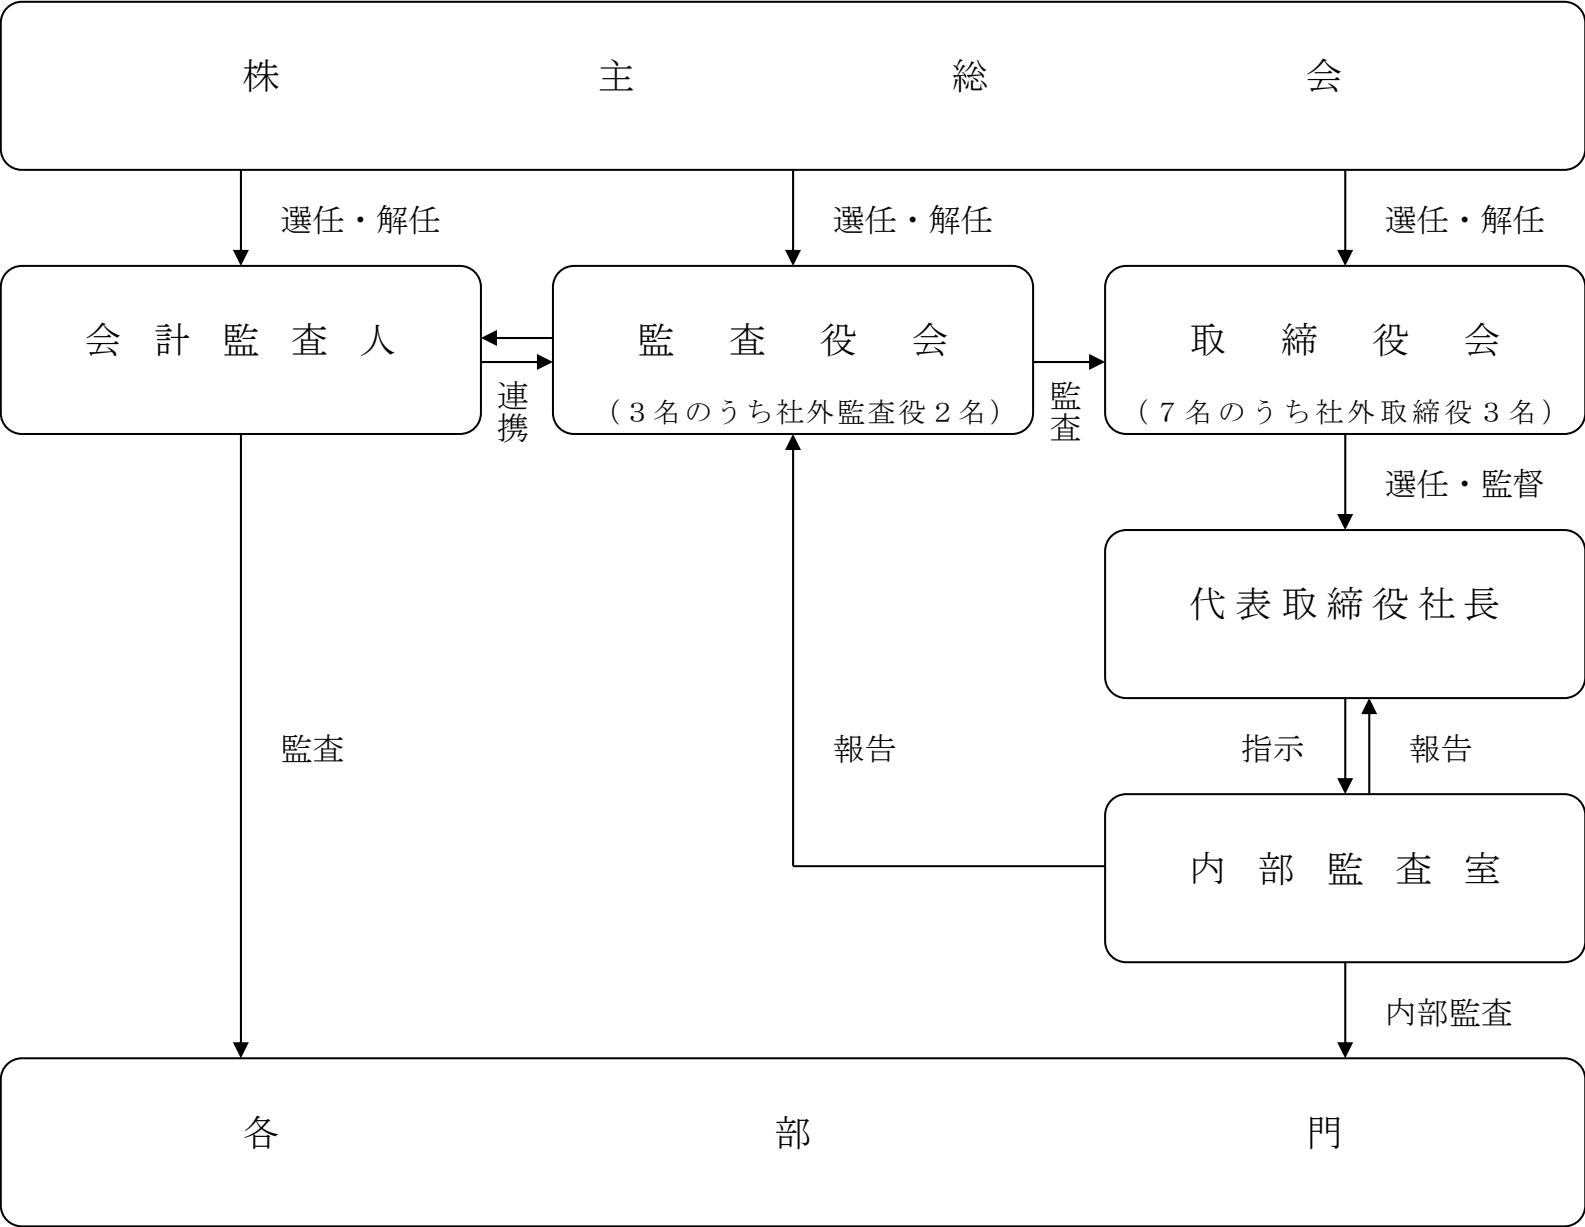 株主総会
選任・解任
選任・解任
選任・解任
会計監査人
監査役会
取締役会
連携
（３名のうち社外監査役２名）
監査
（７名のうち社外取締役３名）
選任・監督
代表取締役社長
監査
報告
指示
報告
内部監査室
内部監査
各部門